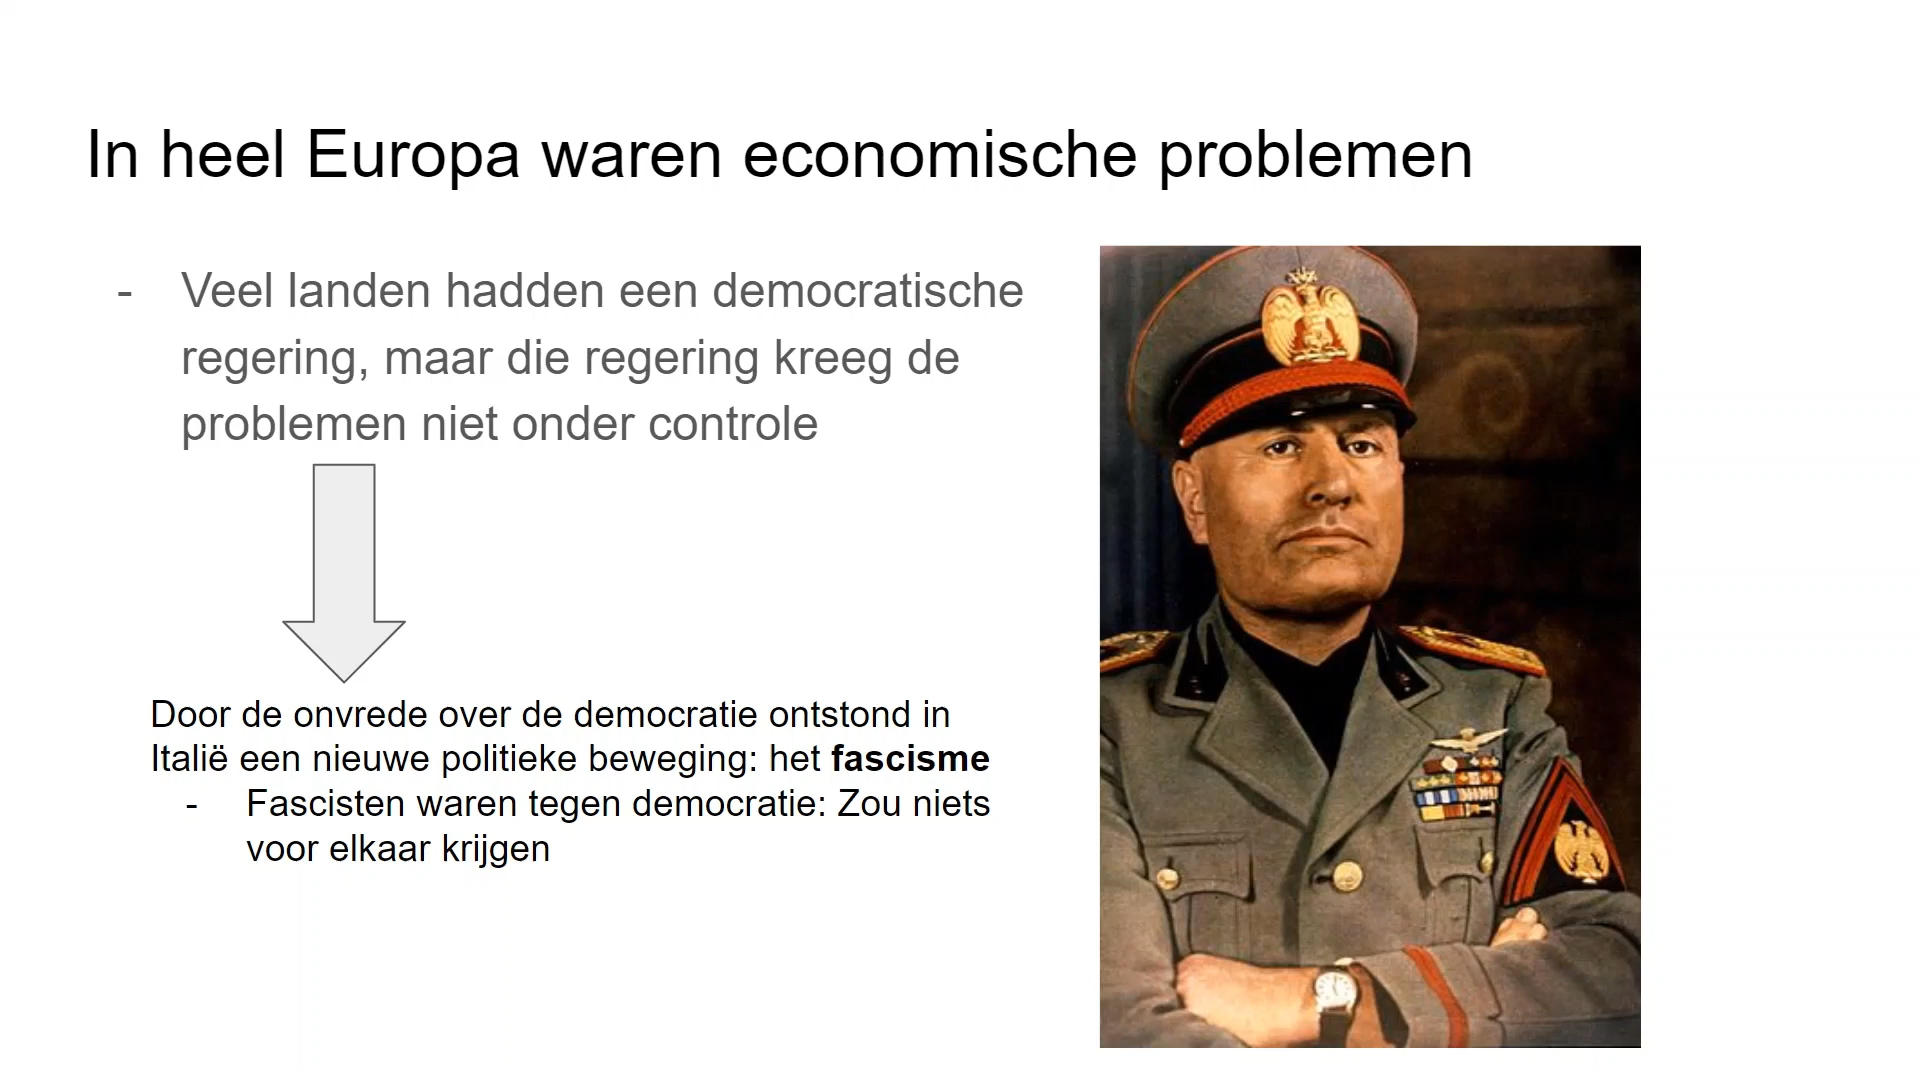 In heel Europa waren economische problemen
- Veel landen hadden een democratische
regering, maar die regering kreeg de
problemen niet onder controle
Door de onvrede over de democratie ontstond in
Italië een nieuwe politieke beweging: het fascisme
- Fascisten waren tegen democratie: Zou niets
voor elkaar krijgen